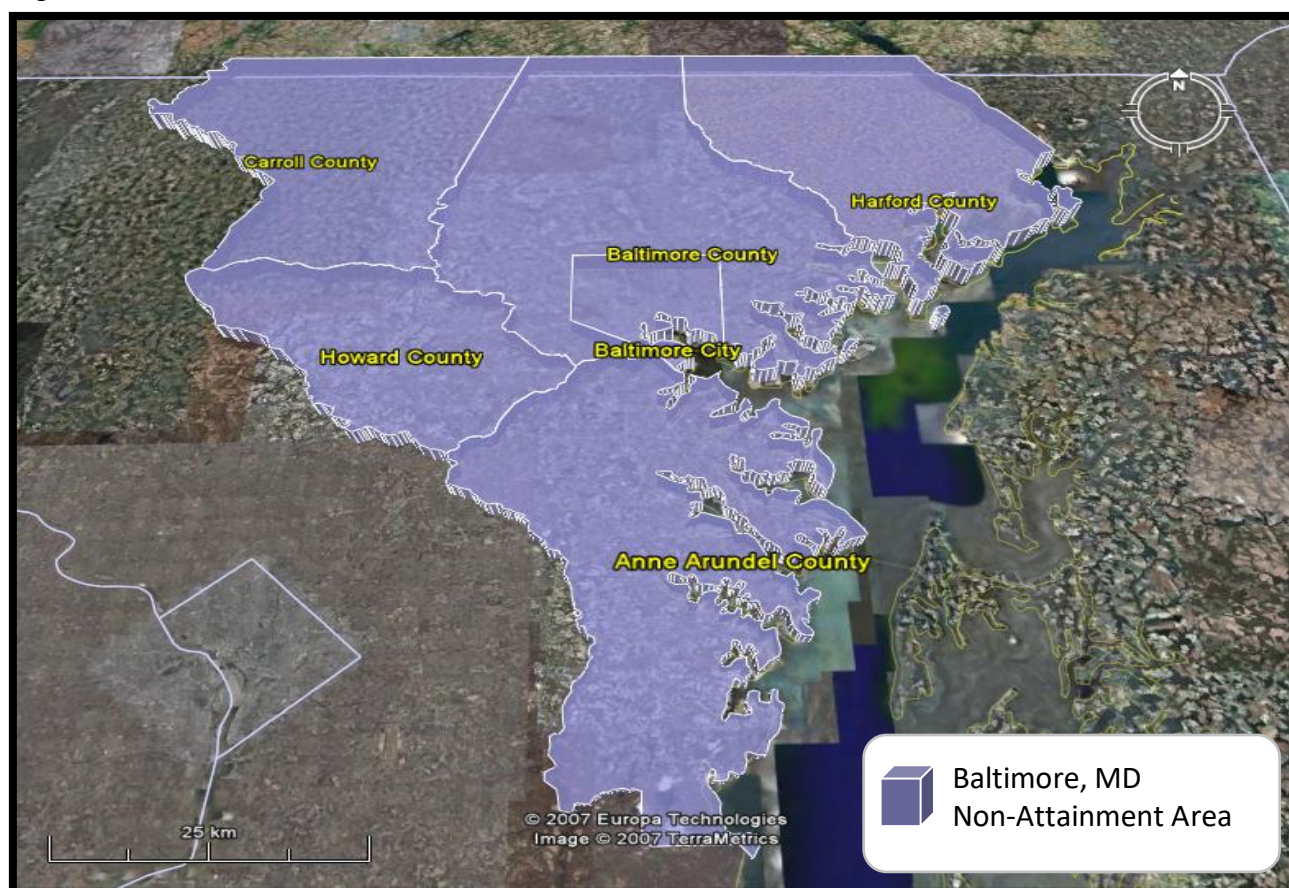 N
Carroll County
Harford County
Baltimore County
Howard County
Baltimore City
Anne Arundel County
Baltimore, MD
Non-Attainment Area
25 km
© 2007 Europa Technologies
Image © 2007 TerraMetrics